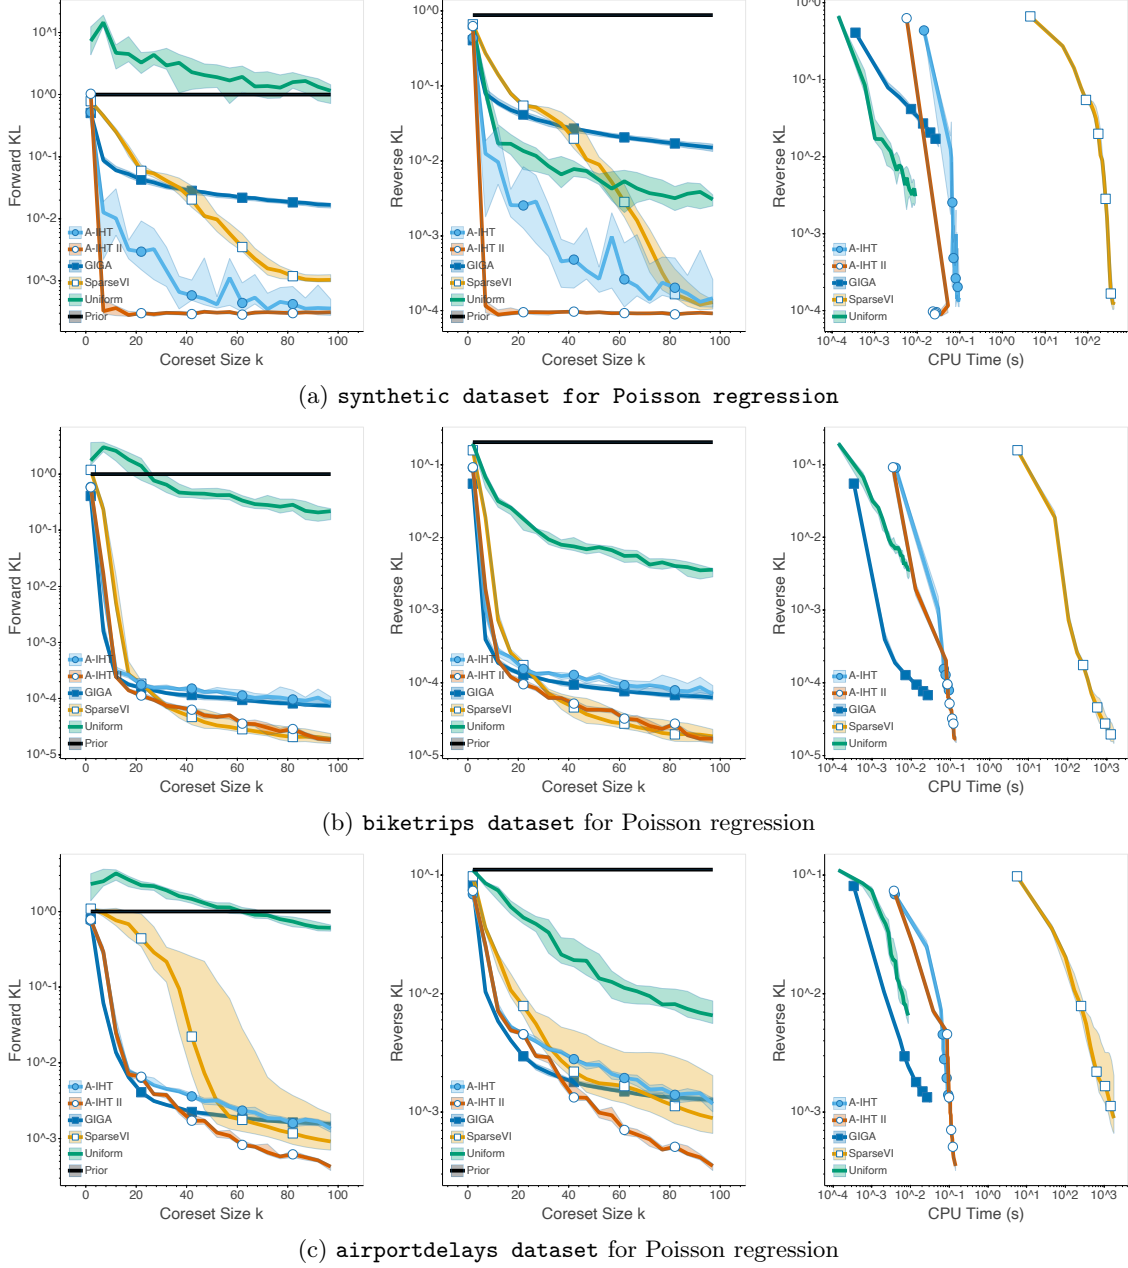 Forward KL
10^1
10^0
10^-1
10^-2
10^-3
A-IHT
A-IHT II
GIGA
SparseVI
Uniform
Prior
0 20 40 60 80 100
Coreset Size k
Reverse KL
10^0
10^-1
10^-2
10^-3
10^-4
A-IHT
A-IHT II
GIGA
SparseVI
Uniform
Prior
0 20 40 60 80 100
Coreset Size k
Reverse KL
10^0
10^-1
10^-2
10^-3
10^-4
A-IHT
A-IHT II
GIGA
SparseVI
Uniform
10^-4 10^-3 10^-2 10^-1 10^0 10^1 10^2
CPU Time (s)
(a) synthetic dataset for Poisson regression
Forward KL
10^0
10^-1
10^-2
10^-3
10^-4
10^-5
A-IHT
A-IHT II
GIGA
SparseVI
Uniform
Prior
0 20 40 60 80 100
Coreset Size k
Reverse KL
10^-1
10^-2
10^-3
10^-4
10^-5
A-IHT
A-IHT II
GIGA
SparseVI
Uniform
Prior
0 20 40 60 80 100
Coreset Size k
Reverse KL
10^-1
10^-2
10^-3
10^-4
10^-5
A-IHT
A-IHT II
GIGA
SparseVI
Uniform
10^-4 10^-3 10^-2 10^-1 10^0 10^1 10^2 10^3
CPU Time (s)
(b) biketrips dataset for Poisson regression
Forward KL
10^0
10^-1
10^-2
10^-3
A-IHT
A-IHT II
GIGA
SparseVI
Uniform
Prior
0 20 40 60 80 100
Coreset Size k
Reverse KL
10^-1
10^-2
10^-3
A-IHT
A-IHT II
GIGA
SparseVI
Uniform
Prior
0 20 40 60 80 100
Coreset Size k
Reverse KL
10^-1
10^-2
10^-3
A-IHT
A-IHT II
GIGA
SparseVI
Uniform
10^-4 10^-3 10^-2 10^-1 10^0 10^1 10^2 10^3
CPU Time (s)
(c) airportdelays dataset for Poisson regression